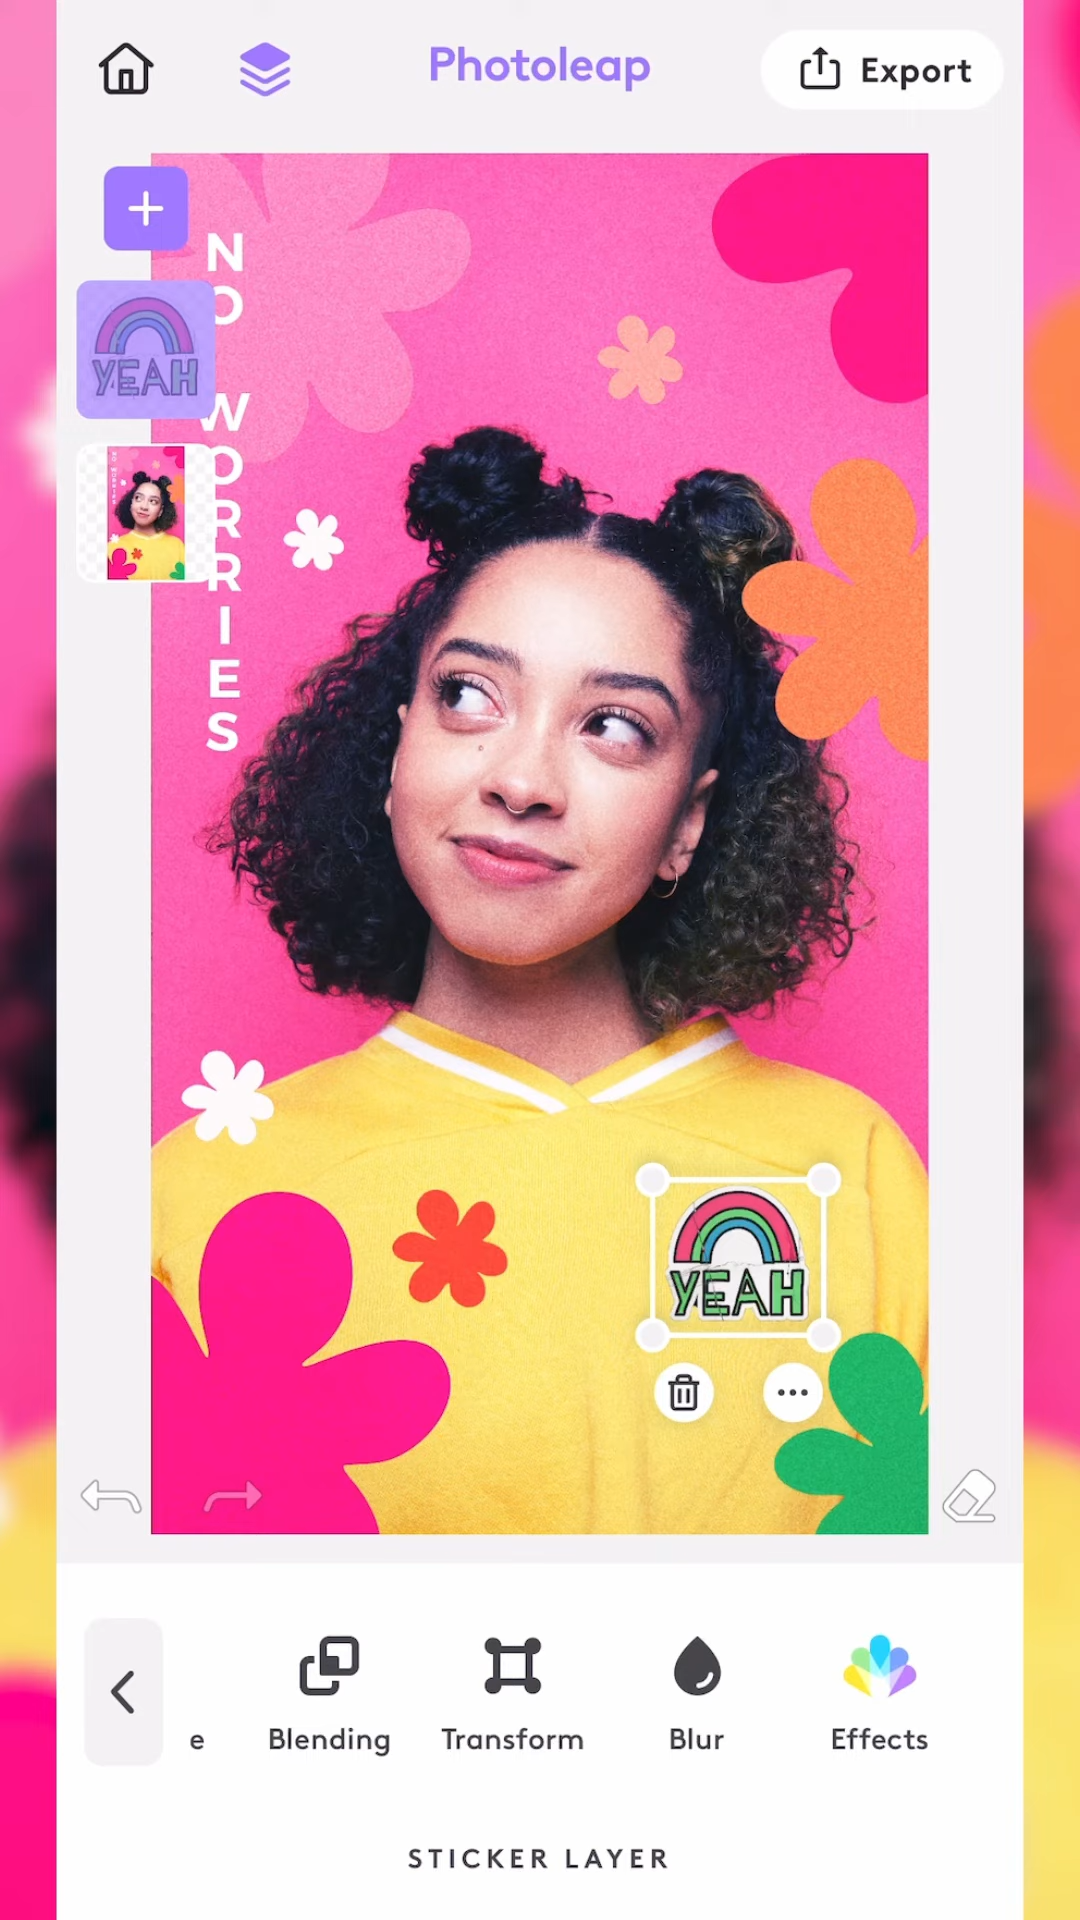 Photoleap
Export
NO
WORRIES
YEAH
YEAH
e
Blending
Transform
Blur
Effects
STICKER LAYER